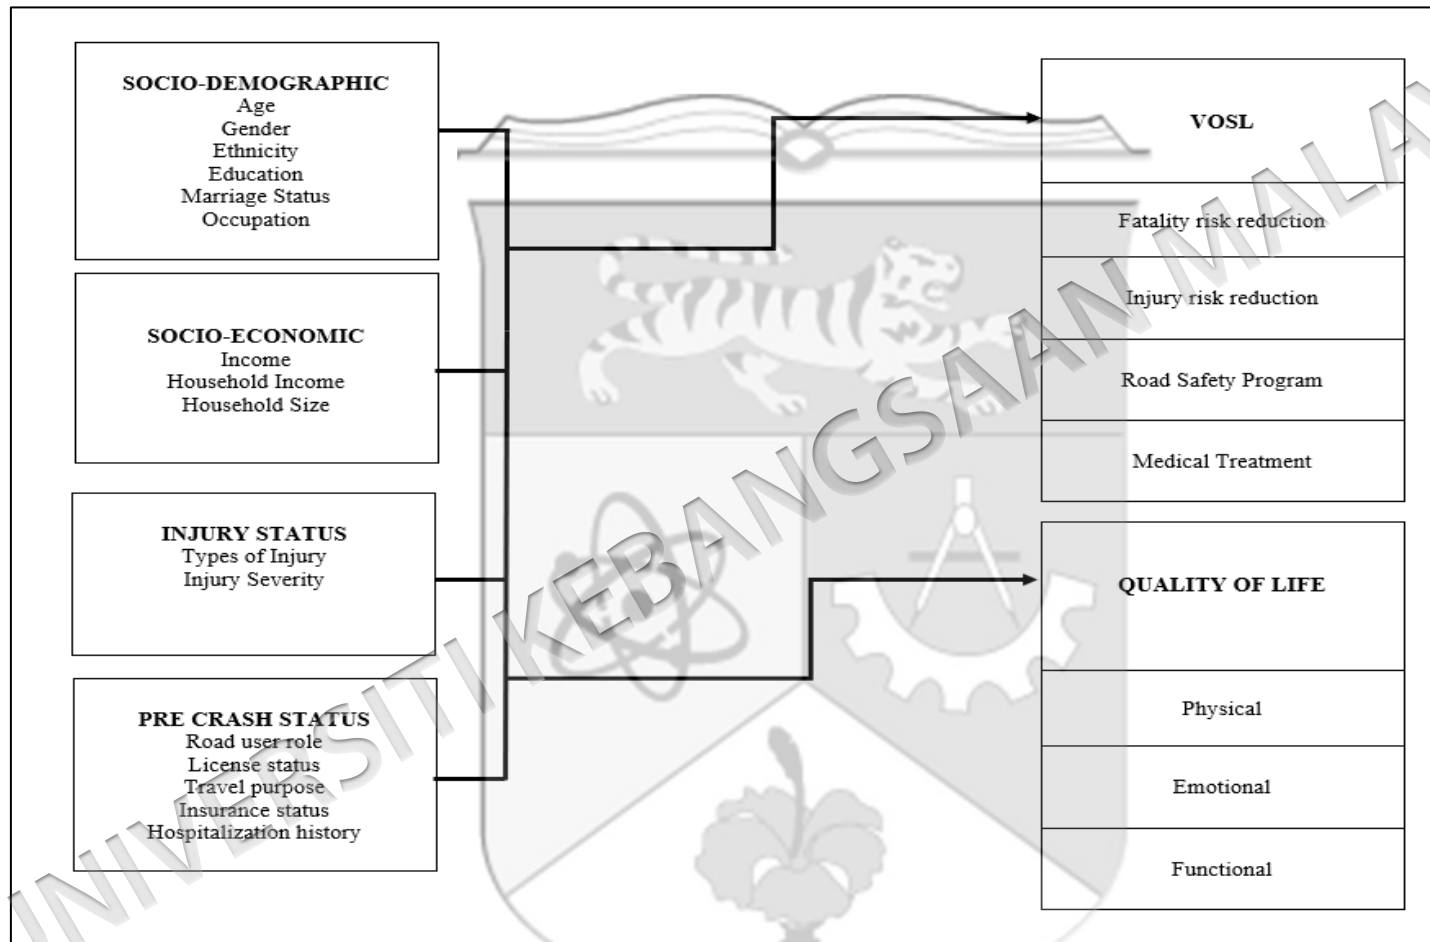 SOCIO-DEMOGRAPHIC
Age
Gender
Ethnicity
Education
Marriage Status
Occupation
SOCIO-ECONOMIC
Income
Household Income
Household Size
INJURY STATUS
Types of Injury
Injury Severity
PRE CRASH STATUS
Road user role
License status
Travel purpose
Insurance status
Hospitalization history
VOSL
Fatality risk reduction
Injury risk reduction
Road Safety Program
Medical Treatment
QUALITY OF LIFE
Physical
Emotional
Functional
UNIVERSITI KEBANGSAAN MALAY